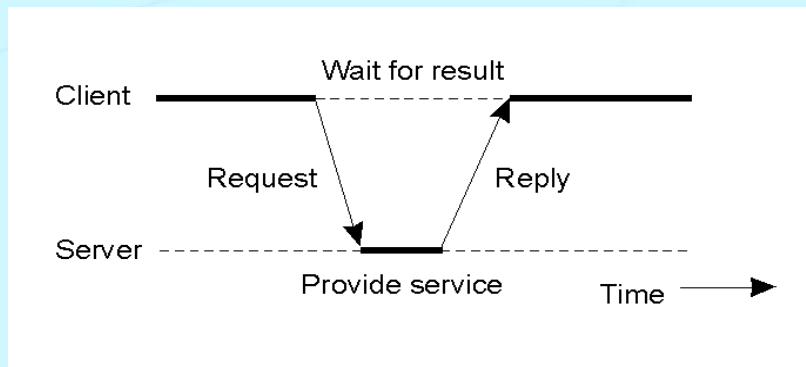 Wait for result
Client
Request
Reply
Server
Provide service
Time